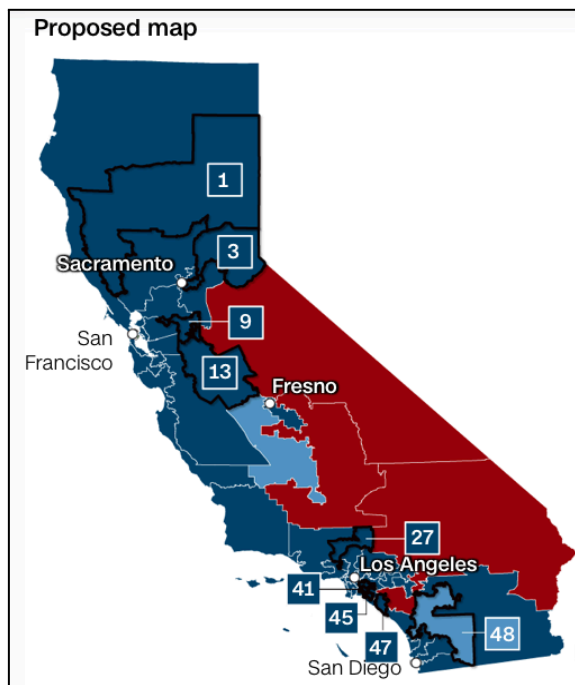 Proposed map
1
3
Sacramento
9
San
Francisco
13
Fresno
27
Los Angeles
41
45
47
48
San Diego